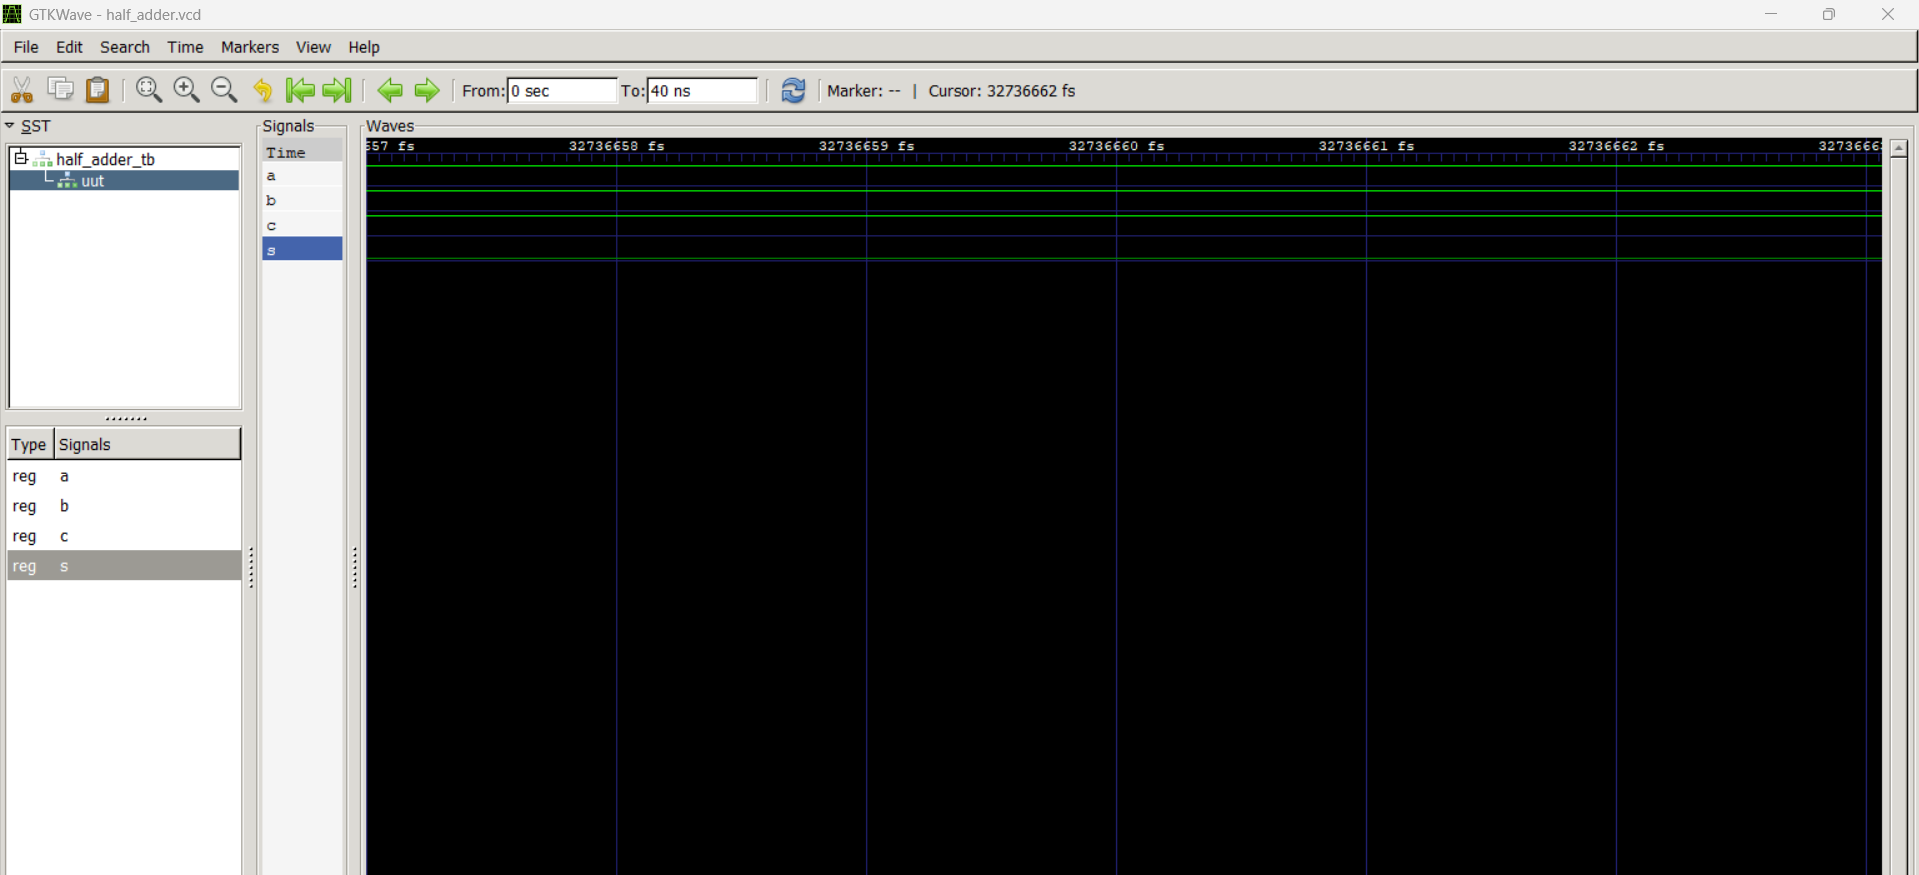 GTKWave - half_adder.vcd
File Edit Search Time Markers View Help
From: 0 sec To: 40 ns Marker: -- | Cursor: 32736662 fs
SST
half_adder_tb
uut
Type Signals
reg a
reg b
reg c
reg s
Signals
Time
a
b
c
s
Waves
657 fs 32736658 fs 32736659 fs 32736660 fs 32736661 fs 32736662 fs 3273666